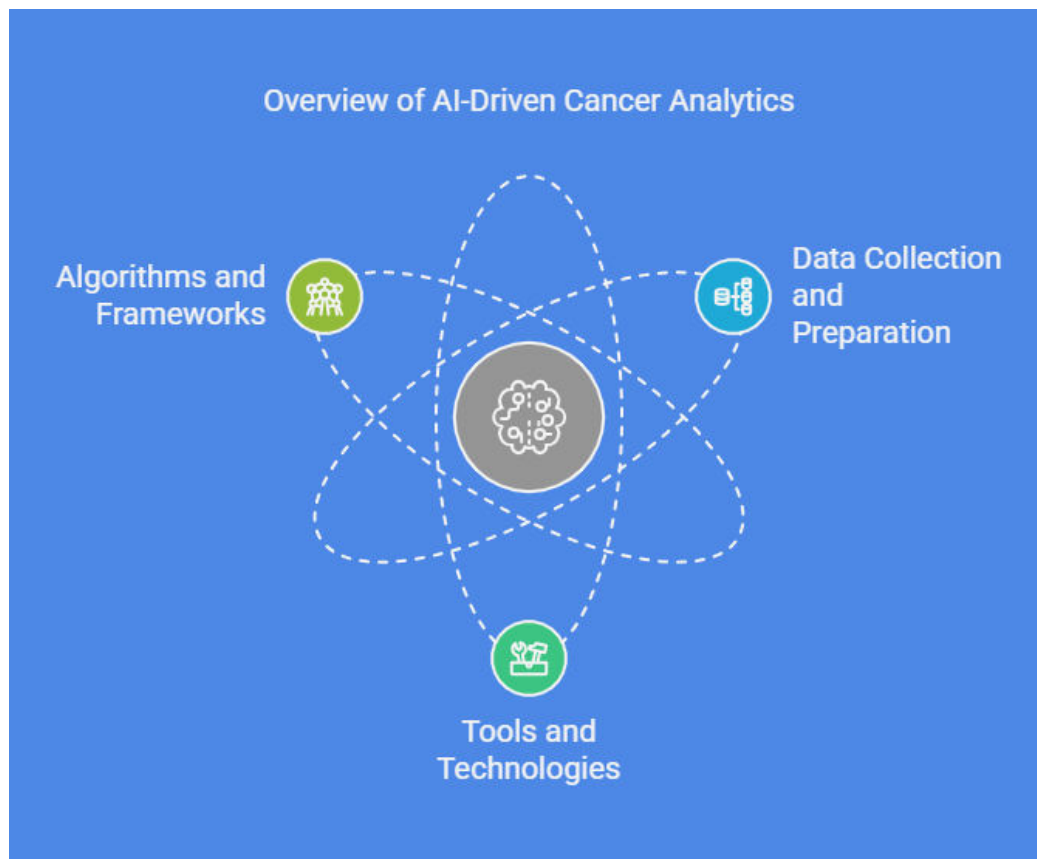 Overview of AI-Driven Cancer Analytics
Algorithms and
Frameworks
Data Collection
and
Preparation
Tools and
Technologies